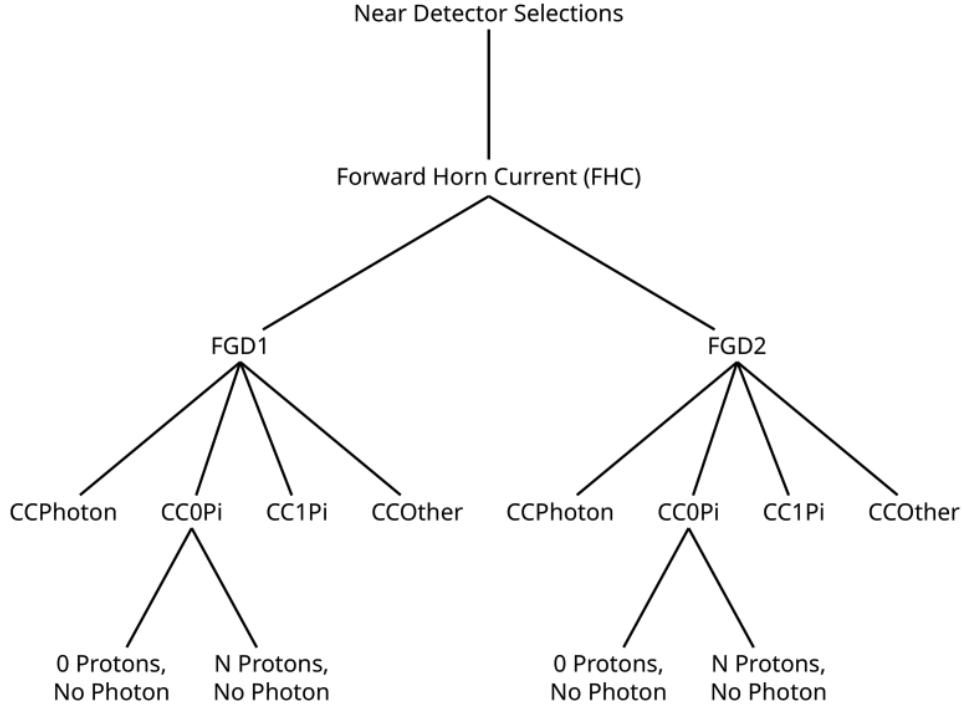 Near Detector Selections
Forward Horn Current (FHC)
FGD1
FGD2
CCPhoton
CC0Pi
CC1Pi
CCOther
CCPhoton
CC0Pi
CC1Pi
CCOther
0 Protons,
No Photon
N Protons,
No Photon
0 Protons,
No Photon
N Protons,
No Photon